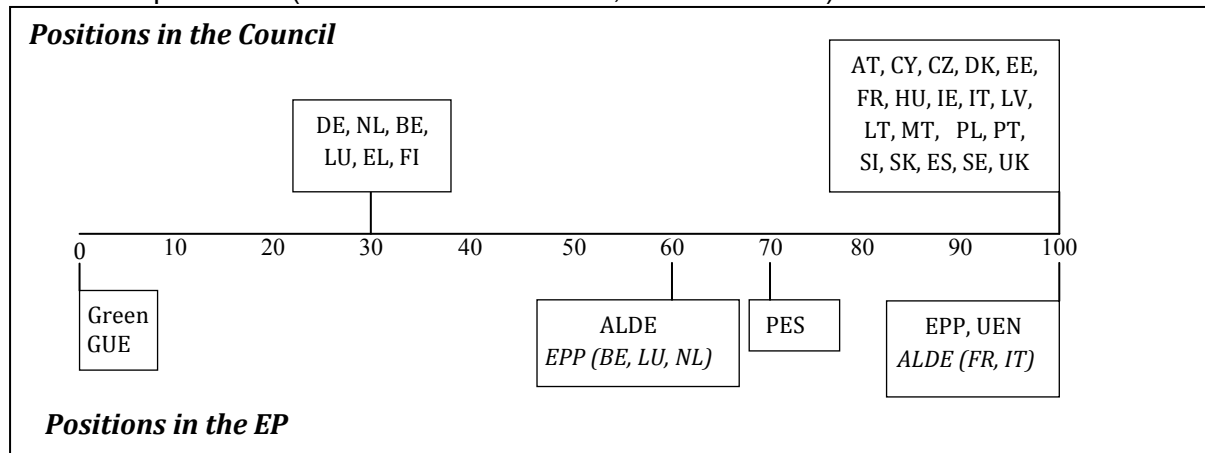 Positions in the Council
AT, CY, CZ, DK, EE,
FR, HU, IE, IT, LV,
LT, MT, PL, PT,
SI, SK, ES, SE, UK
DE, NL, BE,
LU, EL, FI
0 10 20 30 40 50 60 70 80 90 100
Green
GUE
ALDE
EPP (BE, LU, NL)
PES
EPP, UEN
ALDE (FR, IT)
Positions in the EP